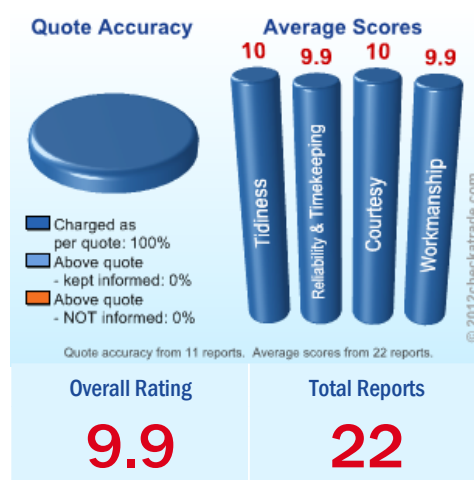 Quote Accuracy
Average Scores
10
9.9
10
9.9
Tidiness
Reliability & Timekeeping
Courtesy
Workmanship
Charged as
per quote: 100%
Above quote
- kept informed: 0%
Above quote
- NOT informed: 0%
© 2012checkatrade.com
Quote accuracy from 11 reports. Average scores from 22 reports.
Overall Rating
Total Reports
9.9
22